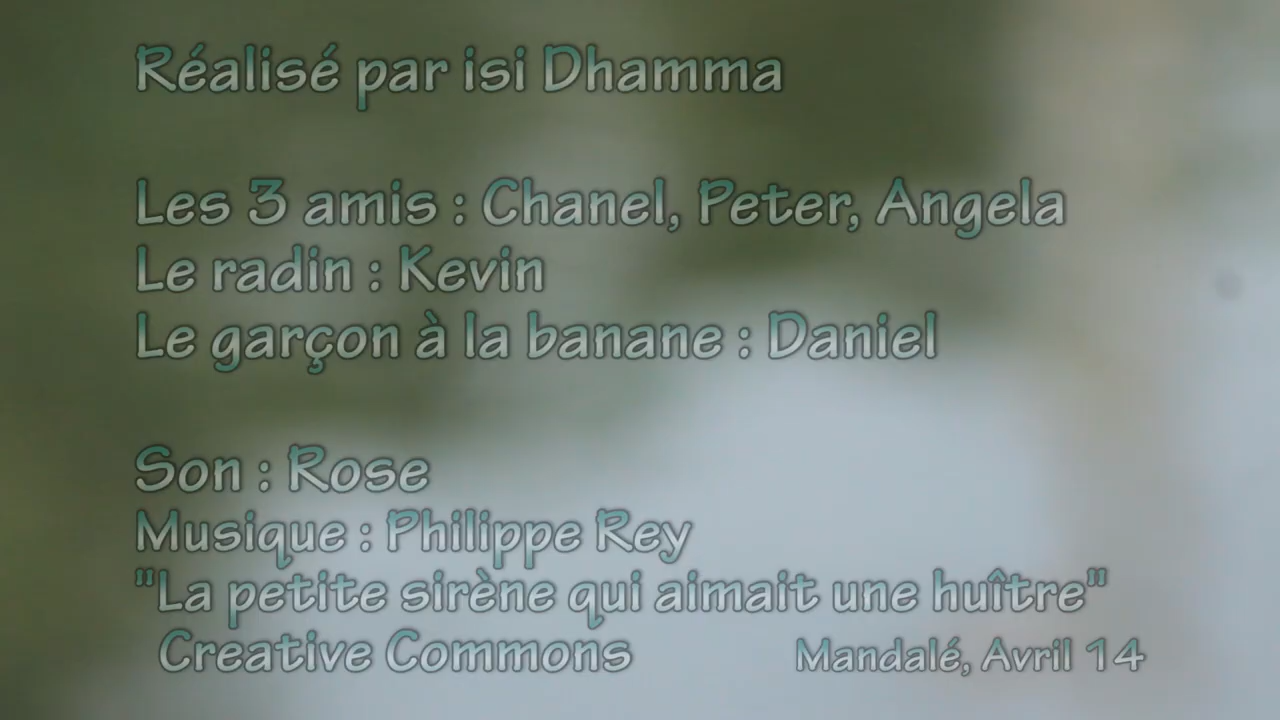 Réalisé par isi Dhamma
Les 3 amis : Chanel, Peter, Angela
Le radin : Kevin
Le garçon à la banane : Daniel
Son : Rose
Musique : Philippe Rey
"La petite sirène qui aimait une huître"
Creative Commons
Mandalé, Avril 14